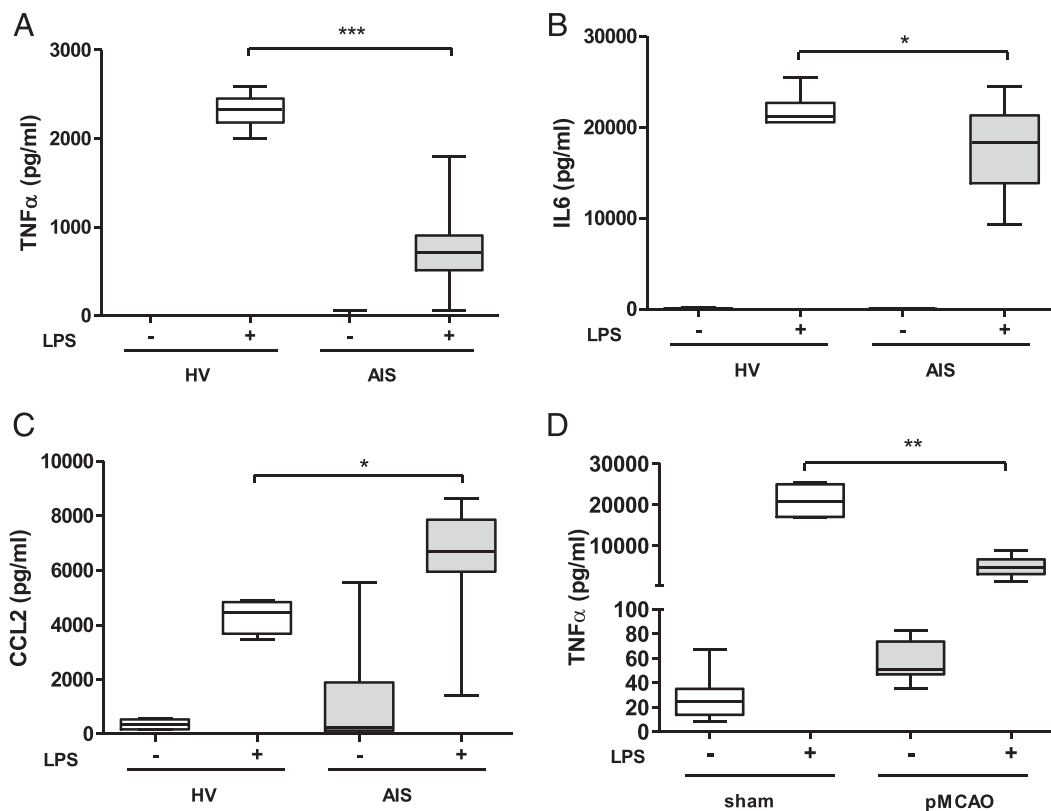 A
***
3000
2000
1000
0
TNFα (pg/ml)
LPS - + - +
HV AIS
B
*
30000
20000
10000
0
IL6 (pg/ml)
LPS - + - +
HV AIS
C
*
10000
8000
6000
4000
2000
0
CCL2 (pg/ml)
LPS - + - +
HV AIS
D
**
30000
20000
10000
100
80
60
40
20
0
TNFα (pg/ml)
LPS - + - +
sham pMCAO